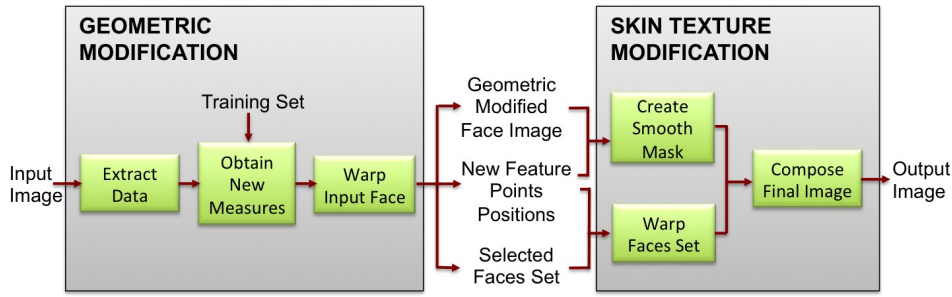 GEOMETRIC
MODIFICATION
Training Set
Input
Image
Extract
Data
Obtain
New
Measures
Warp
Input Face
Geometric
Modified
Face Image
New Feature
Points
Positions
Selected
Faces Set
SKIN TEXTURE
MODIFICATION
Create
Smooth
Mask
Warp
Faces Set
Compose
Final Image
Output
Image